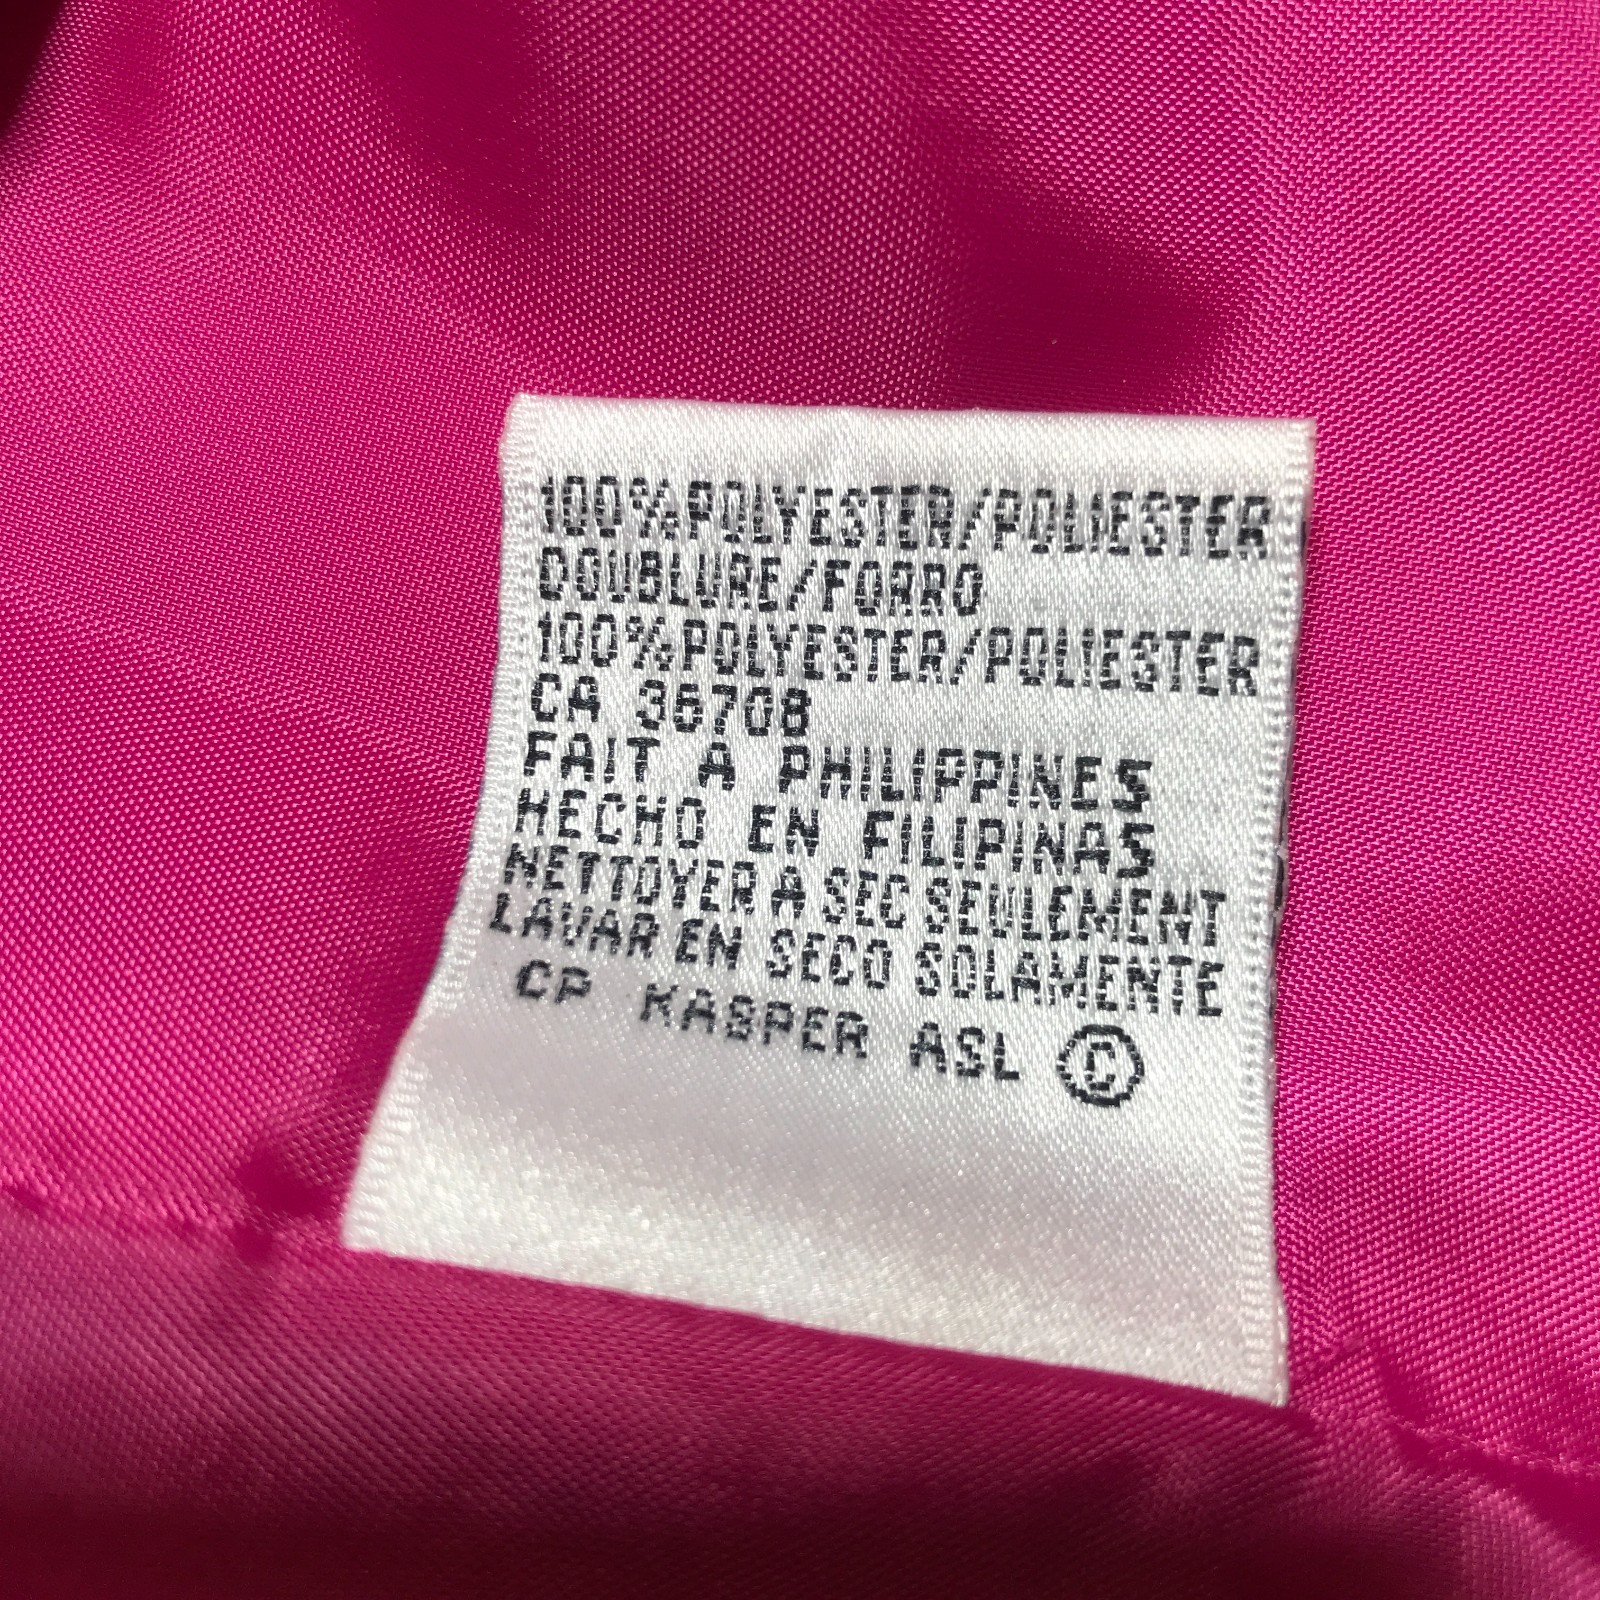 100%POLYESTER/POLIESTER
DOUBLURE/FORRO
100%POLYESTER/POLIESTER
CA 36708
FAIT A PHILIPPINES
HECHO EN FILIPINAS
NETTOYER A SEC SEULEMENT
LAVAR EN SECO SOLAMENTE
CP KASPER ASL ©